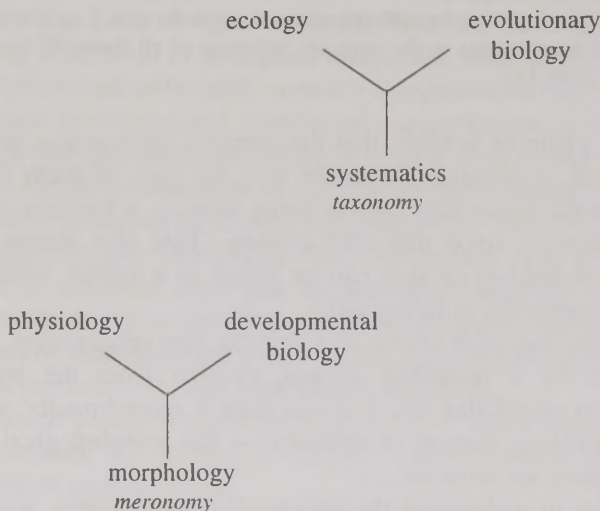 ecology
evolutionary
biology
systematics
taxonomy
physiology
developmental
biology
morphology
meronomy